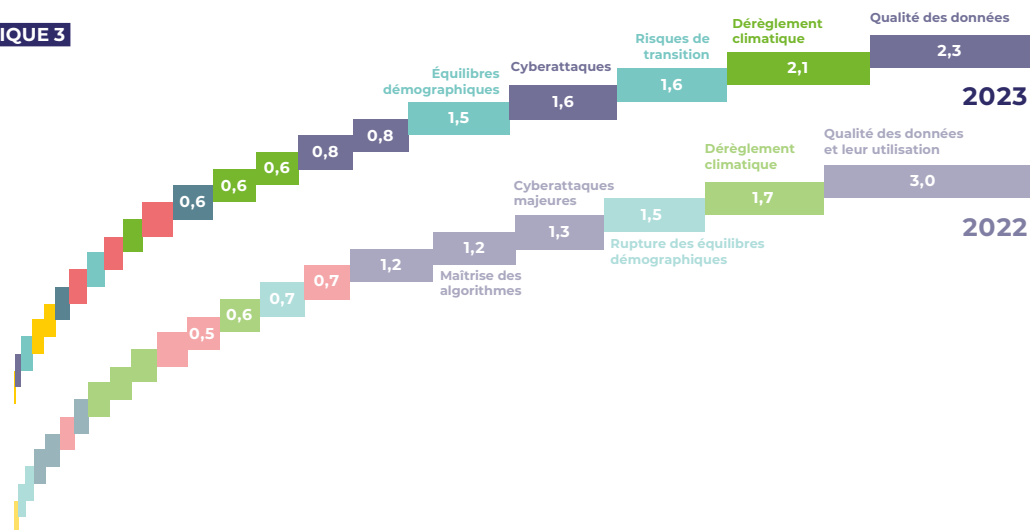 IQUE 3
Qualité des données
2,3
2023
Dérèglement
climatique
2,1
Risques de
transition
1,6
Cyberattaques
1,6
Équilibres
démographiques
1,5
0,8
0,8
0,6
0,6
0,6
Qualité des données
et leur utilisation
3,0
2022
Dérèglement
climatique
1,7
1,5
Rupture des équilibres
démographiques
Cyberattaques
majeures
1,3
1,2
Maîtrise des
algorithmes
1,2
0,7
0,7
0,6
0,5